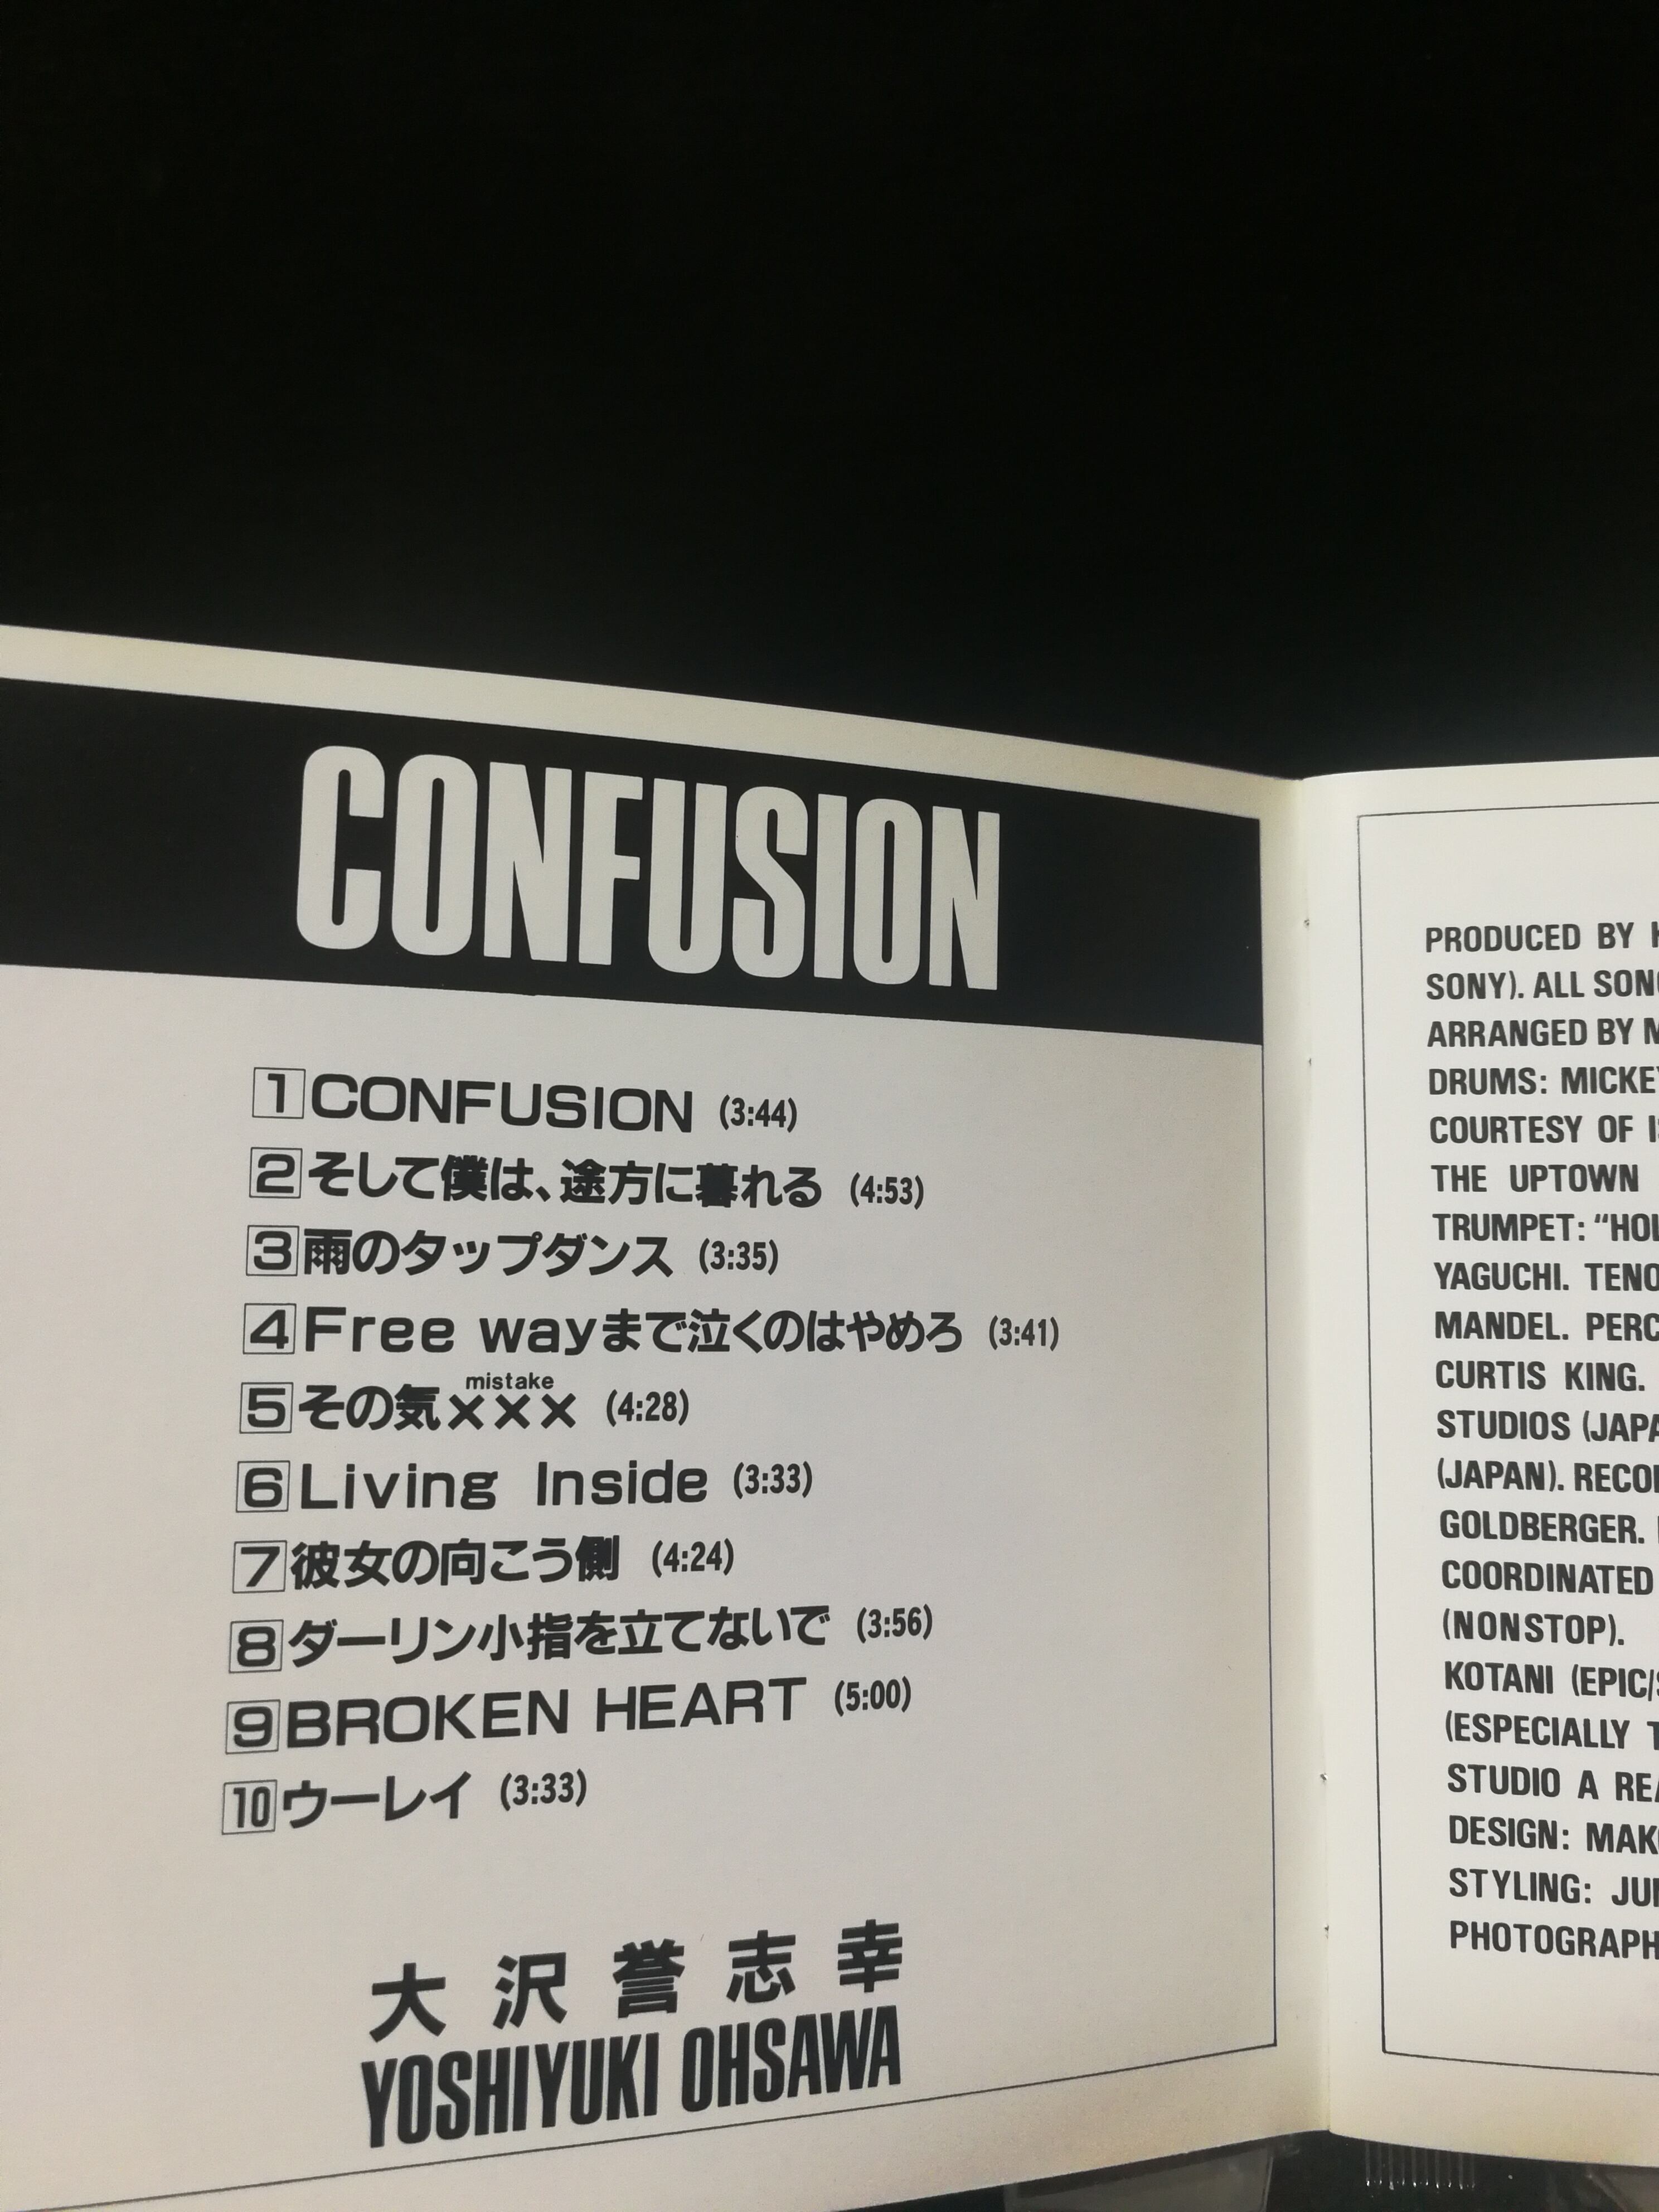 CONFUSION
1 CONFUSION (3:44)
2 そして僕は、途方に暮れる (4:53)
3 雨のタップダンス (3:35)
4 Free wayまで泣くのはやめろ (3:41)
mistake
5 その気××× (4:28)
6 Living Inside (3:33)
7 彼女の向こう側 (4:24)
8 ダーリン小指を立てないで (3:56)
9 BROKEN HEART (5:00)
10 ウーレイ (3:33)
大沢誉志幸
YOSHIYUKI OHSAWA
PRODUCED BY
SONY). ALL
ARRANGED BY
DRUMS:
COURTESY OF
THE UPTOWN
TRUMPET:
YAGUCHI.
MANDEL.
CURTIS KING.
STUDIOS
(JAPAN).
GOLDBERGER.
COORDINATED
(NONSTOP).
KOTANI
(ESPECIALLY
STUDIO A
DESIGN:
STYLING: